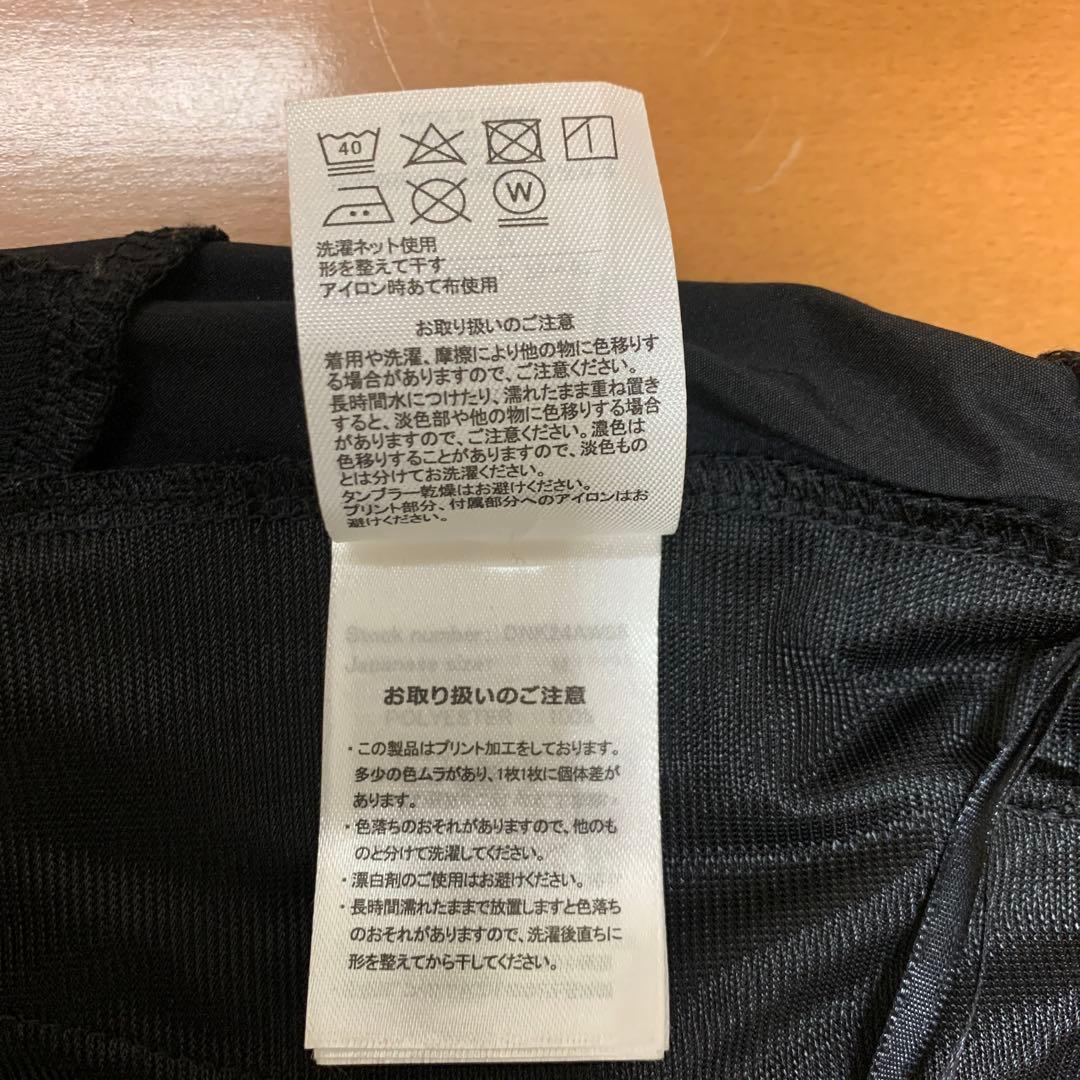 40
W
洗濯ネット使用
形を整えて干す
アイロン時あて布使用
お取り扱いのご注意
着用や洗濯、摩擦により他の物に色移りす
る場合がありますので、ご注意ください。
長時間水につけたり、濡れたまま重ね置き
すると、淡色部や他の物に色移りする場合
がありますので、ご注意ください。濃色は
色移りすることがありますので、淡色もの
とは分けてお洗濯ください。
タンブラー乾燥はお避けください。
プリント部分、付属部分へのアイロンはお
避けください。
Stock number:
Japanese size:
お取り扱いのご注意
POLYESTER 100%
・この製品はプリント加工をしております。
多少の色ムラがあり、1枚1枚に個体差が
あります。
・色落ちのおそれがありますので、他のも
のと分けて洗濯してください。
・漂白剤のご使用はお避けください。
・長時間濡れたままで放置しますと色落ち
のおそれがありますので、洗濯後直ちに
形を整えてから干してください。